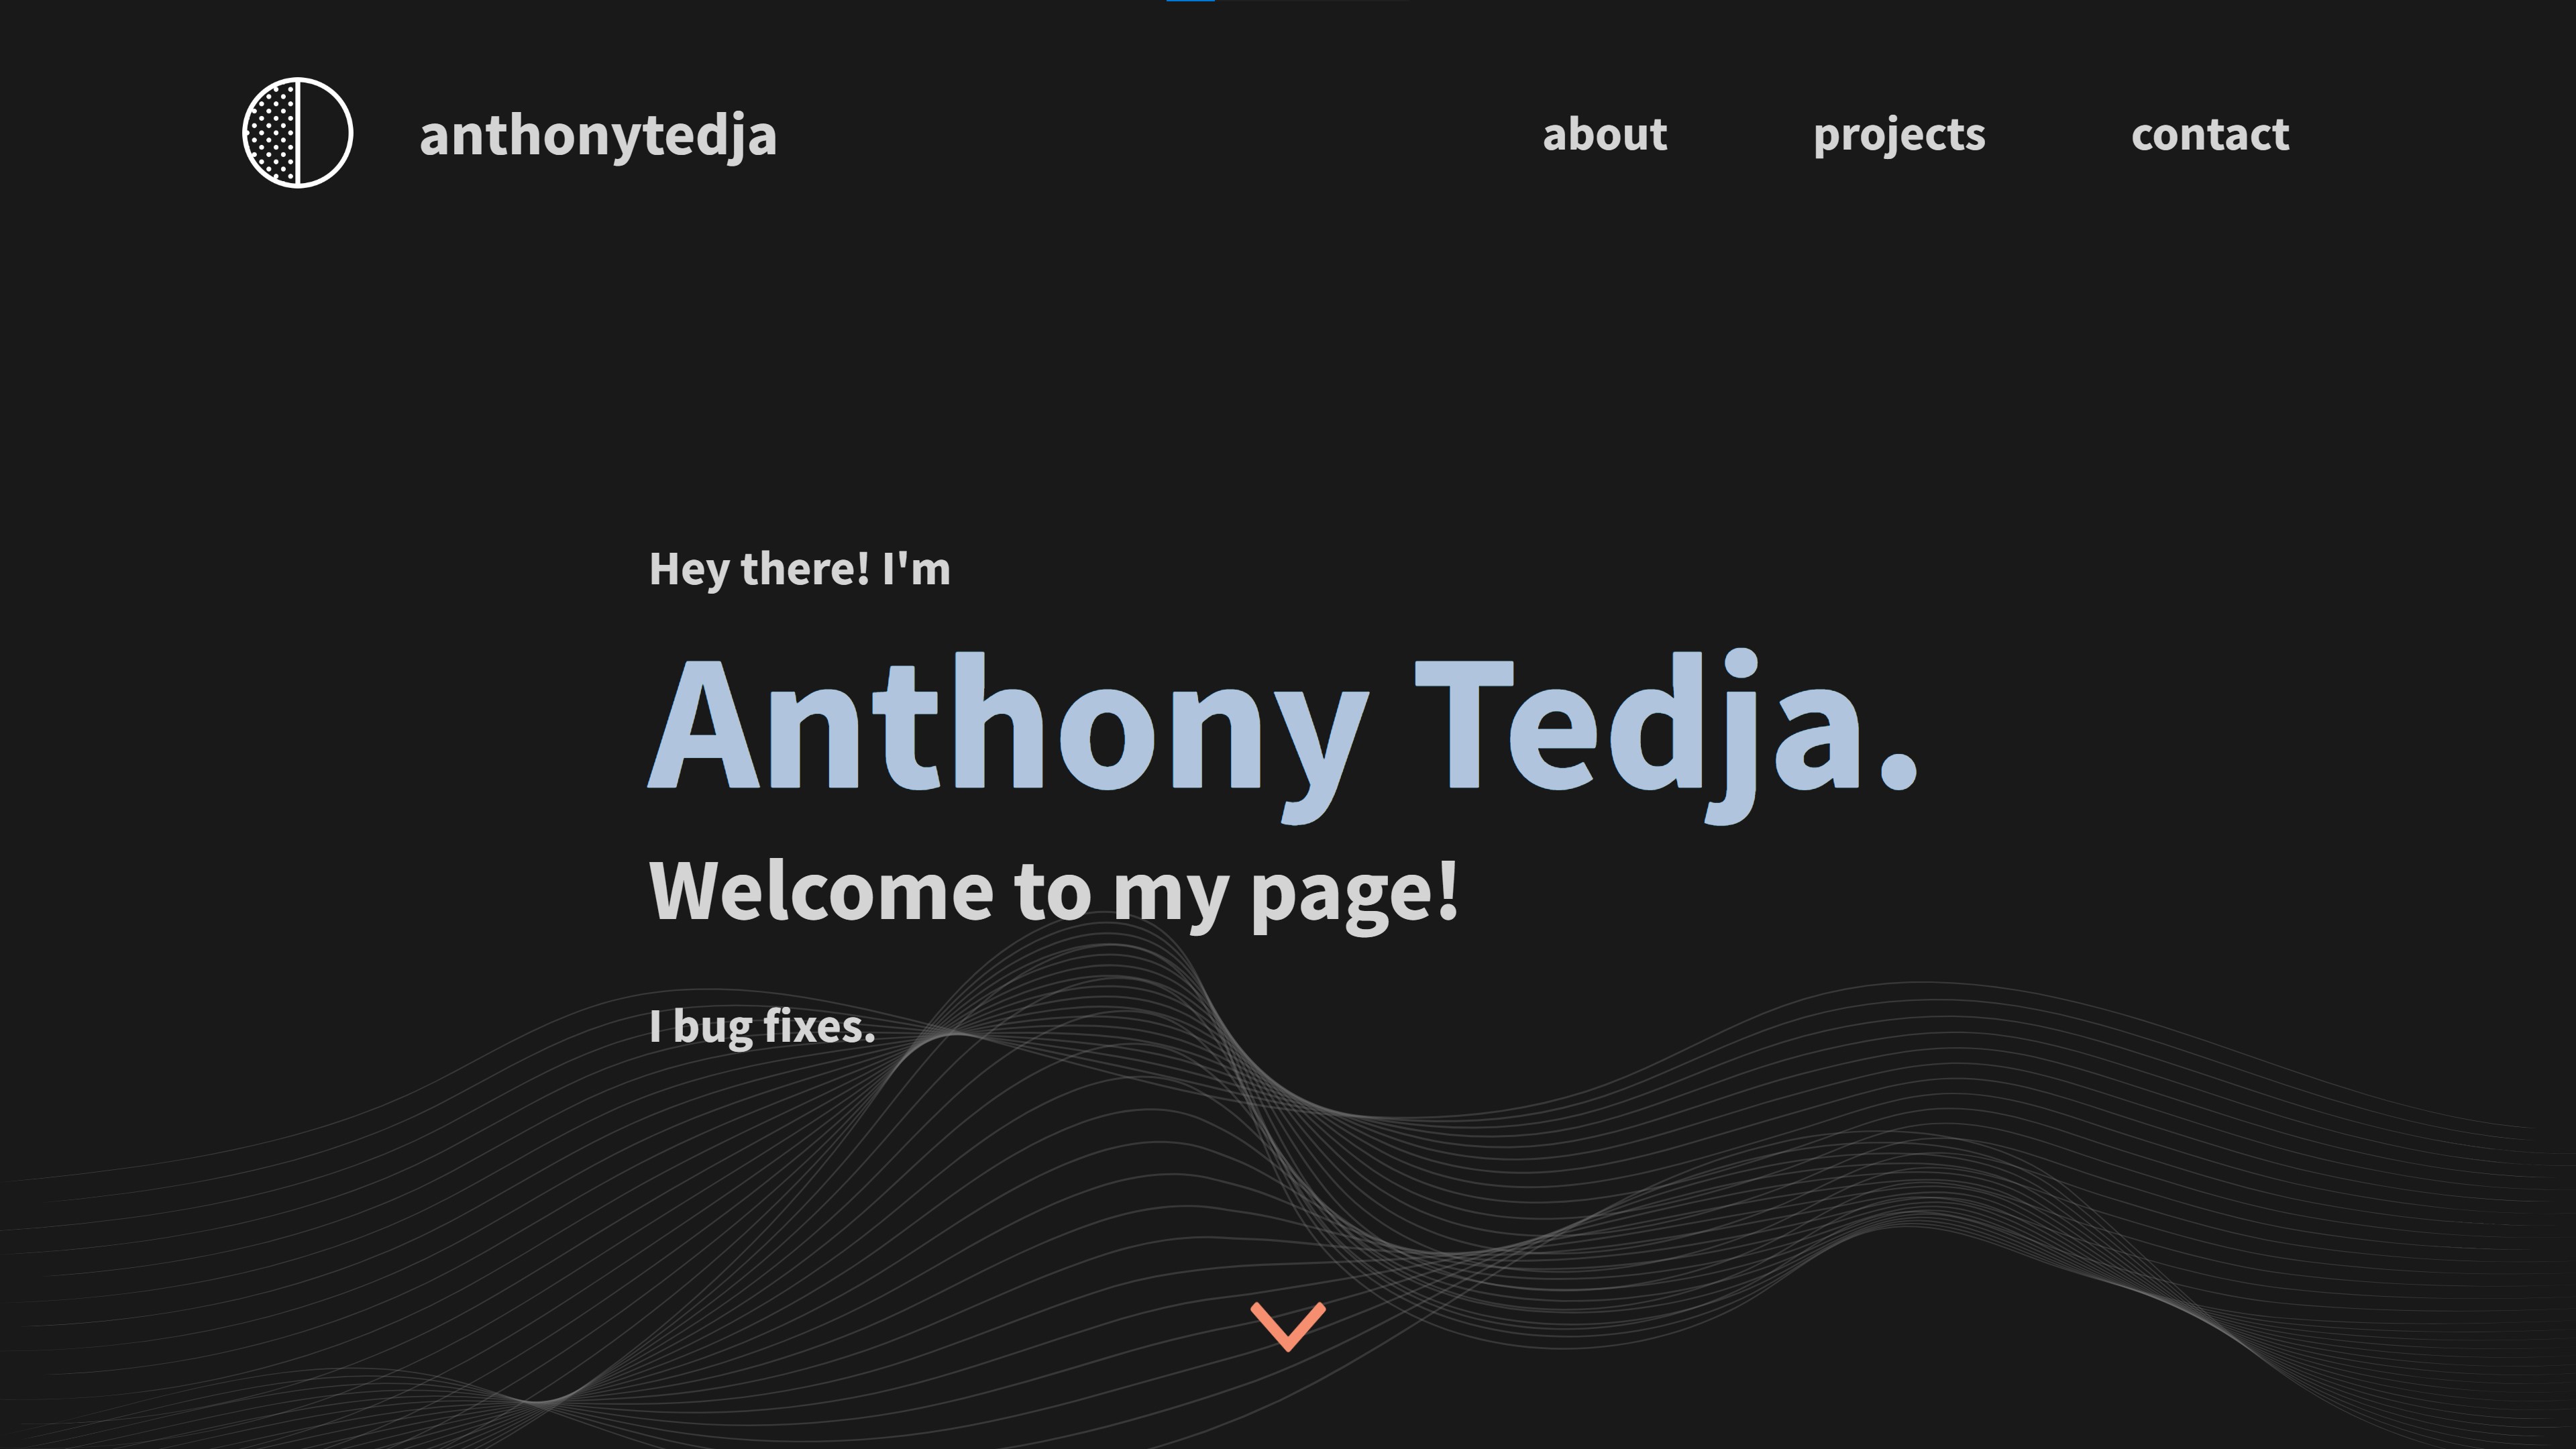 anthonytedja
about projects contact
Hey there! I'm
Anthony Tedja.
Welcome to my page!
I bug fixes.